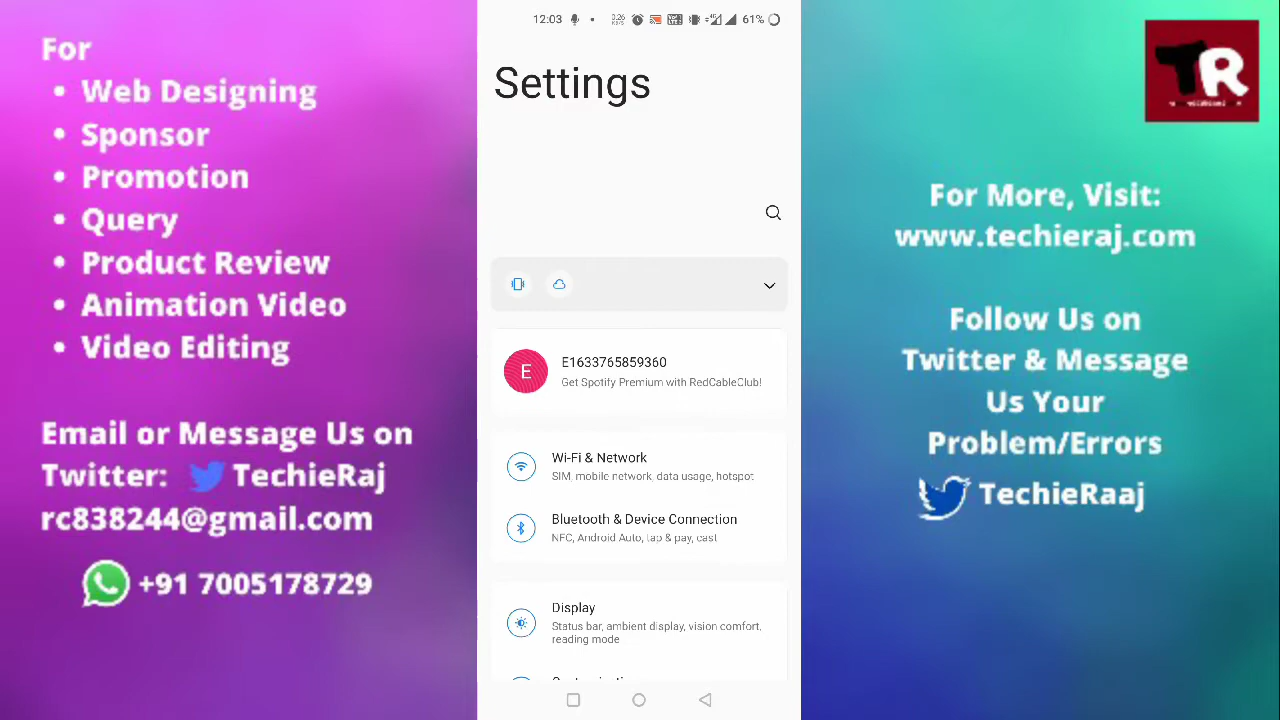 For
• Web Designing
• Sponsor
• Promotion
• Query
• Product Review
• Animation Video
• Video Editing
Email or Message Us on
Twitter: TechieRaj
rc838244@gmail.com
+91 7005178729
12:03
0.26
61%
Settings
E
E1633765859360
Get Spotify Premium with RedCableClub!
Wi-Fi & Network
SIM, mobile network, data usage, hotspot
Bluetooth & Device Connection
NFC, Android Auto, tap & pay, cast
Display
Status bar, ambient display, vision comfort,
reading mode
TR
For More, Visit:
www.techieraj.com
Follow Us on
Twitter & Message
Us Your
Problem/Errors
TechieRaaj